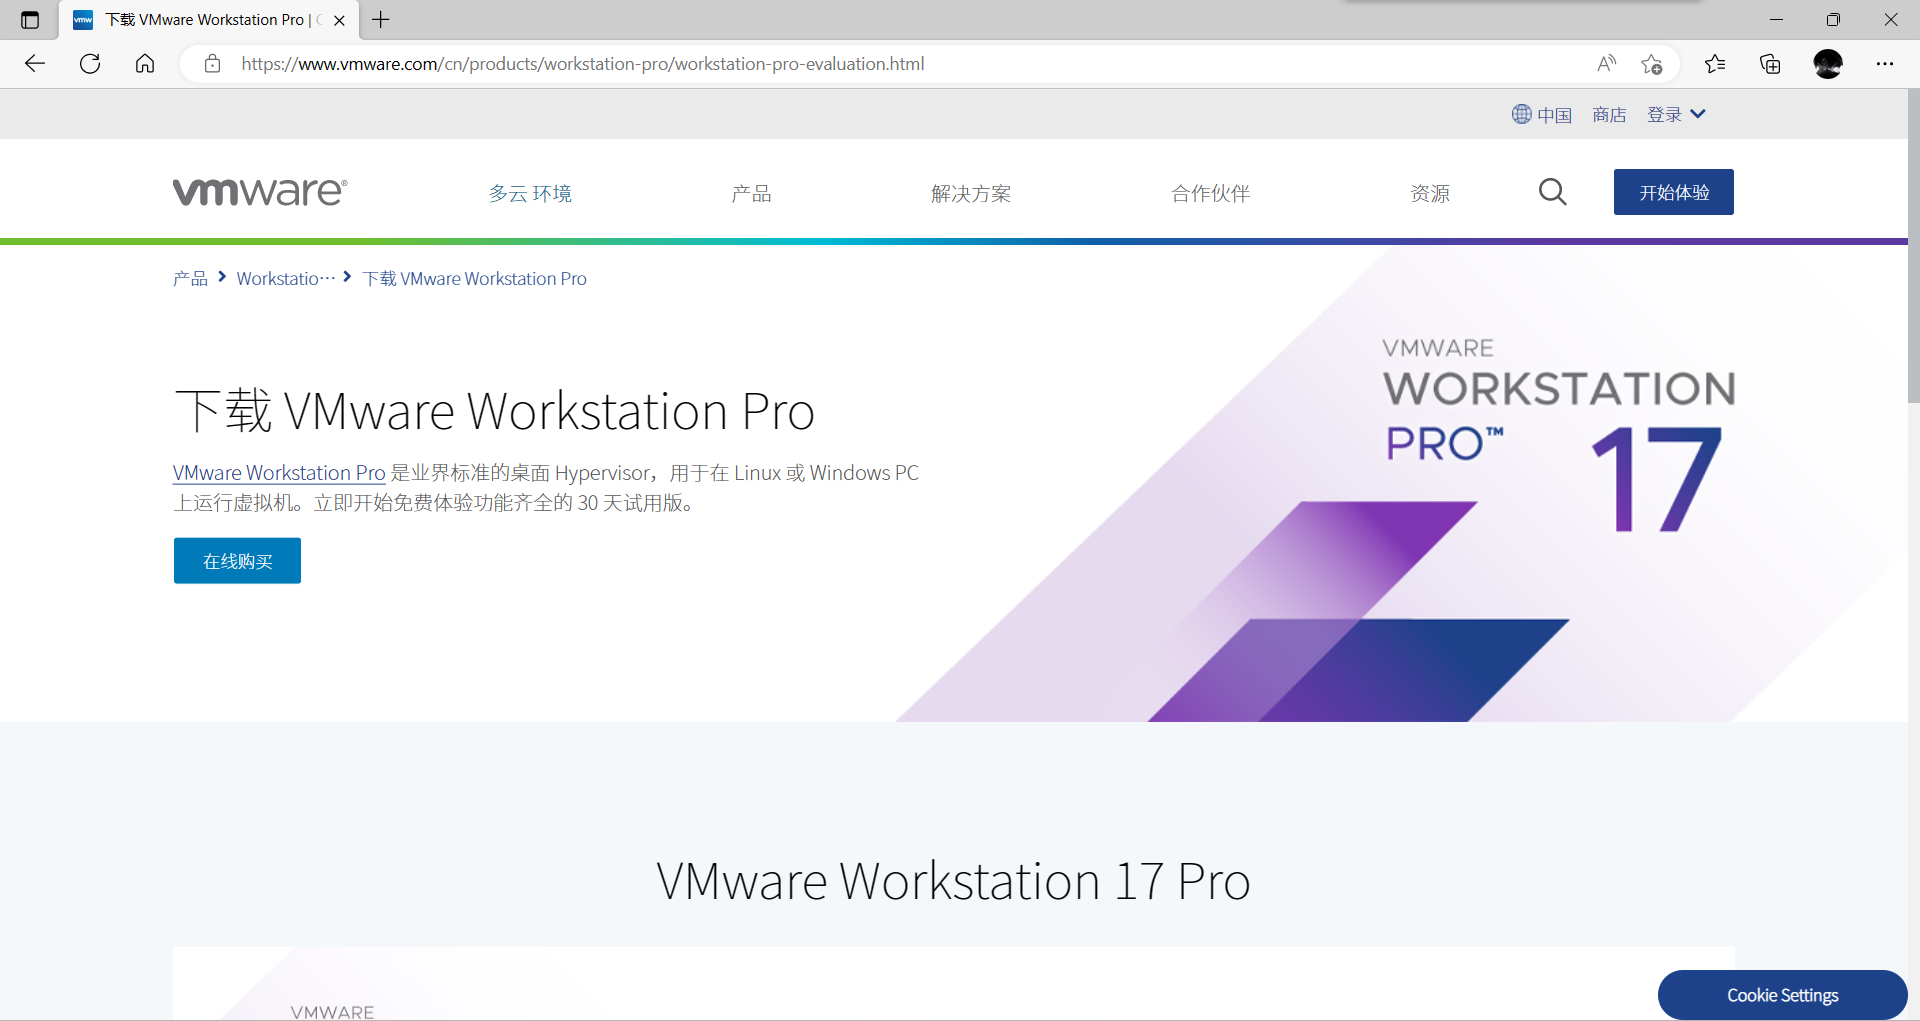 下载 VMware Workstation Pro |
https://www.vmware.com/cn/products/workstation-pro/workstation-pro-evaluation.html
中国 商店 登录
vmware®
多云 环境 产品 解决方案 合作伙伴 资源 开始体验
产品 Workstatio··· 下载 VMware Workstation Pro
VMWARE
WORKSTATION
PRO™
17
下载 VMware Workstation Pro
VMware Workstation Pro 是业界标准的桌面 Hypervisor，用于在 Linux 或 Windows PC
上运行虚拟机。立即开始免费体验功能齐全的 30 天试用版。
在线购买
VMware Workstation 17 Pro
VMWARE
Cookie Settings